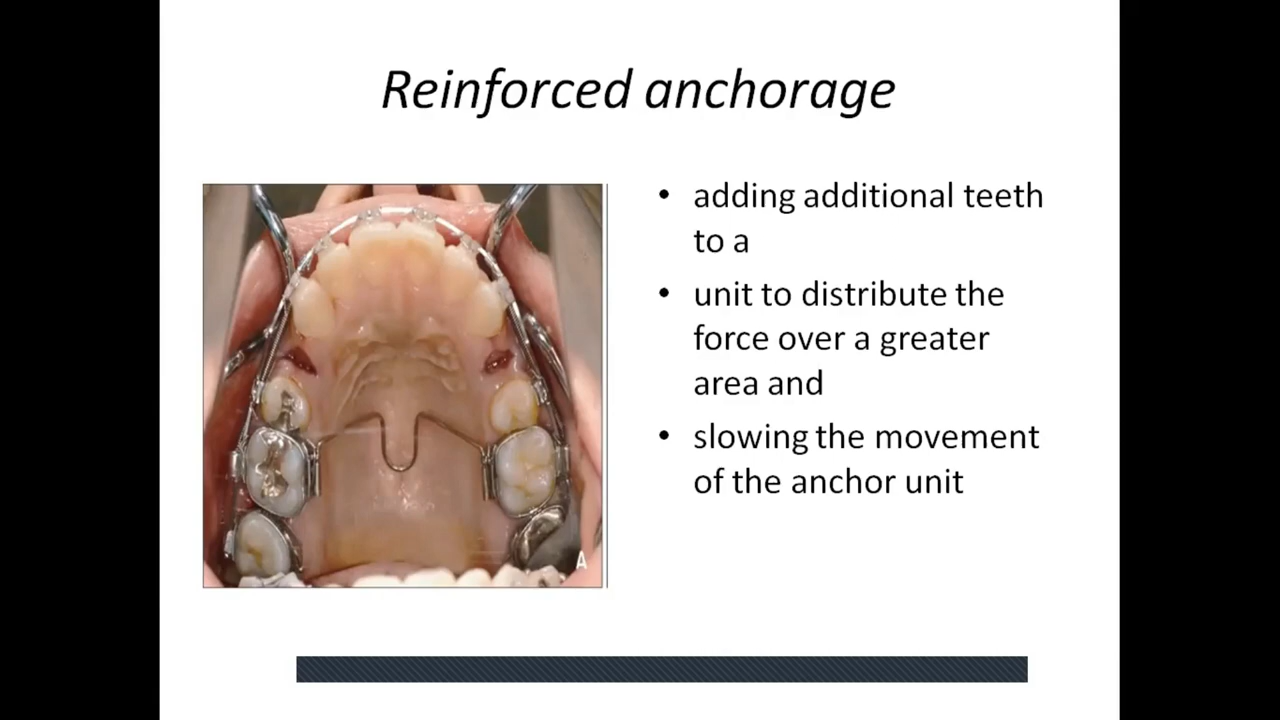 Reinforced anchorage
• adding additional teeth
to a
• unit to distribute the
force over a greater
area and
• slowing the movement
of the anchor unit
A